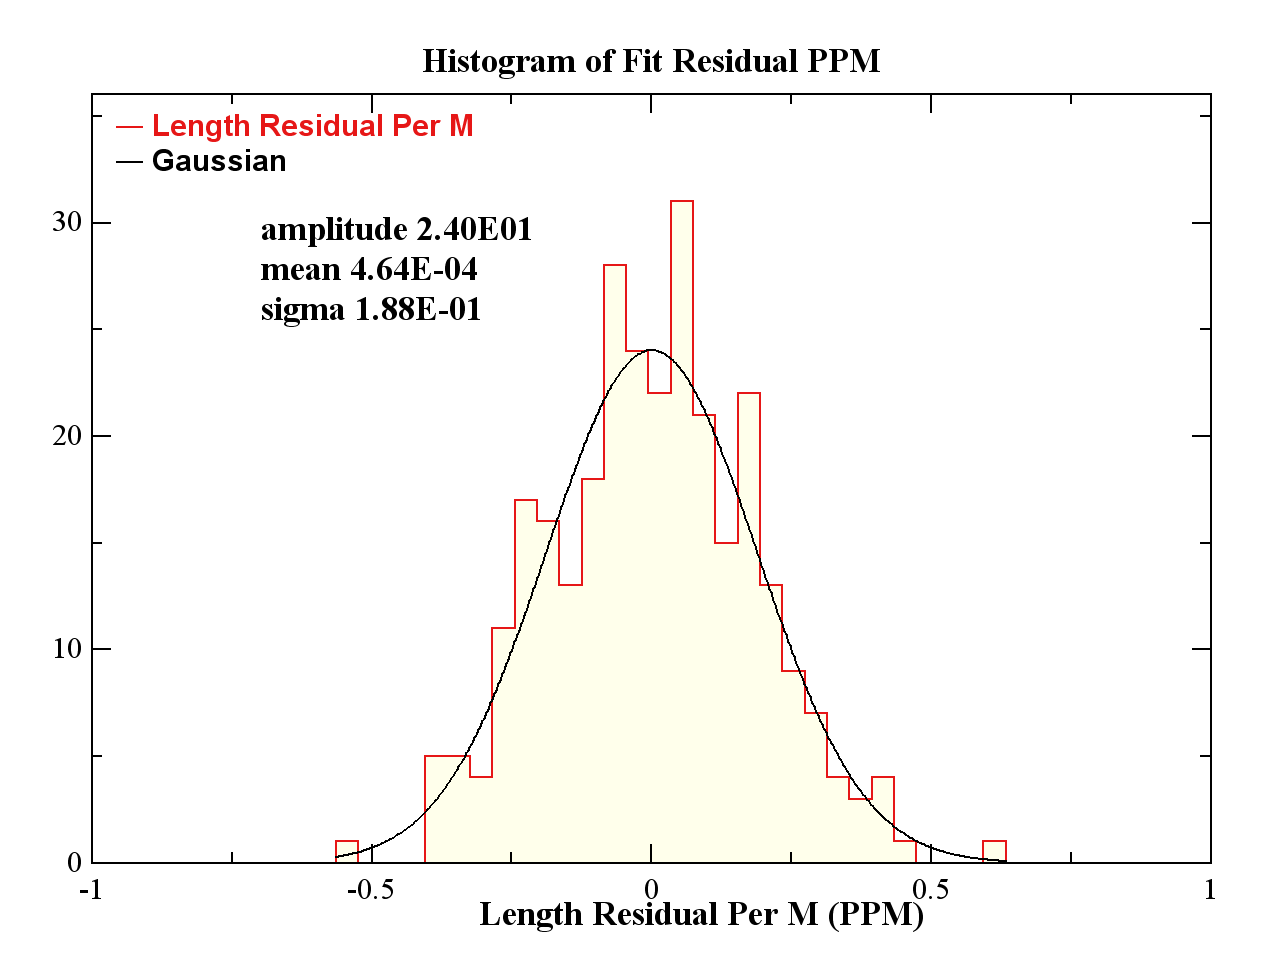 Histogram of Fit Residual PPM
Length Residual Per M
Gaussian
amplitude 2.40E01
mean 4.64E-04
sigma 1.88E-01
30
20
10
0
-1 -0.5 0 0.5 1
Length Residual Per M (PPM)